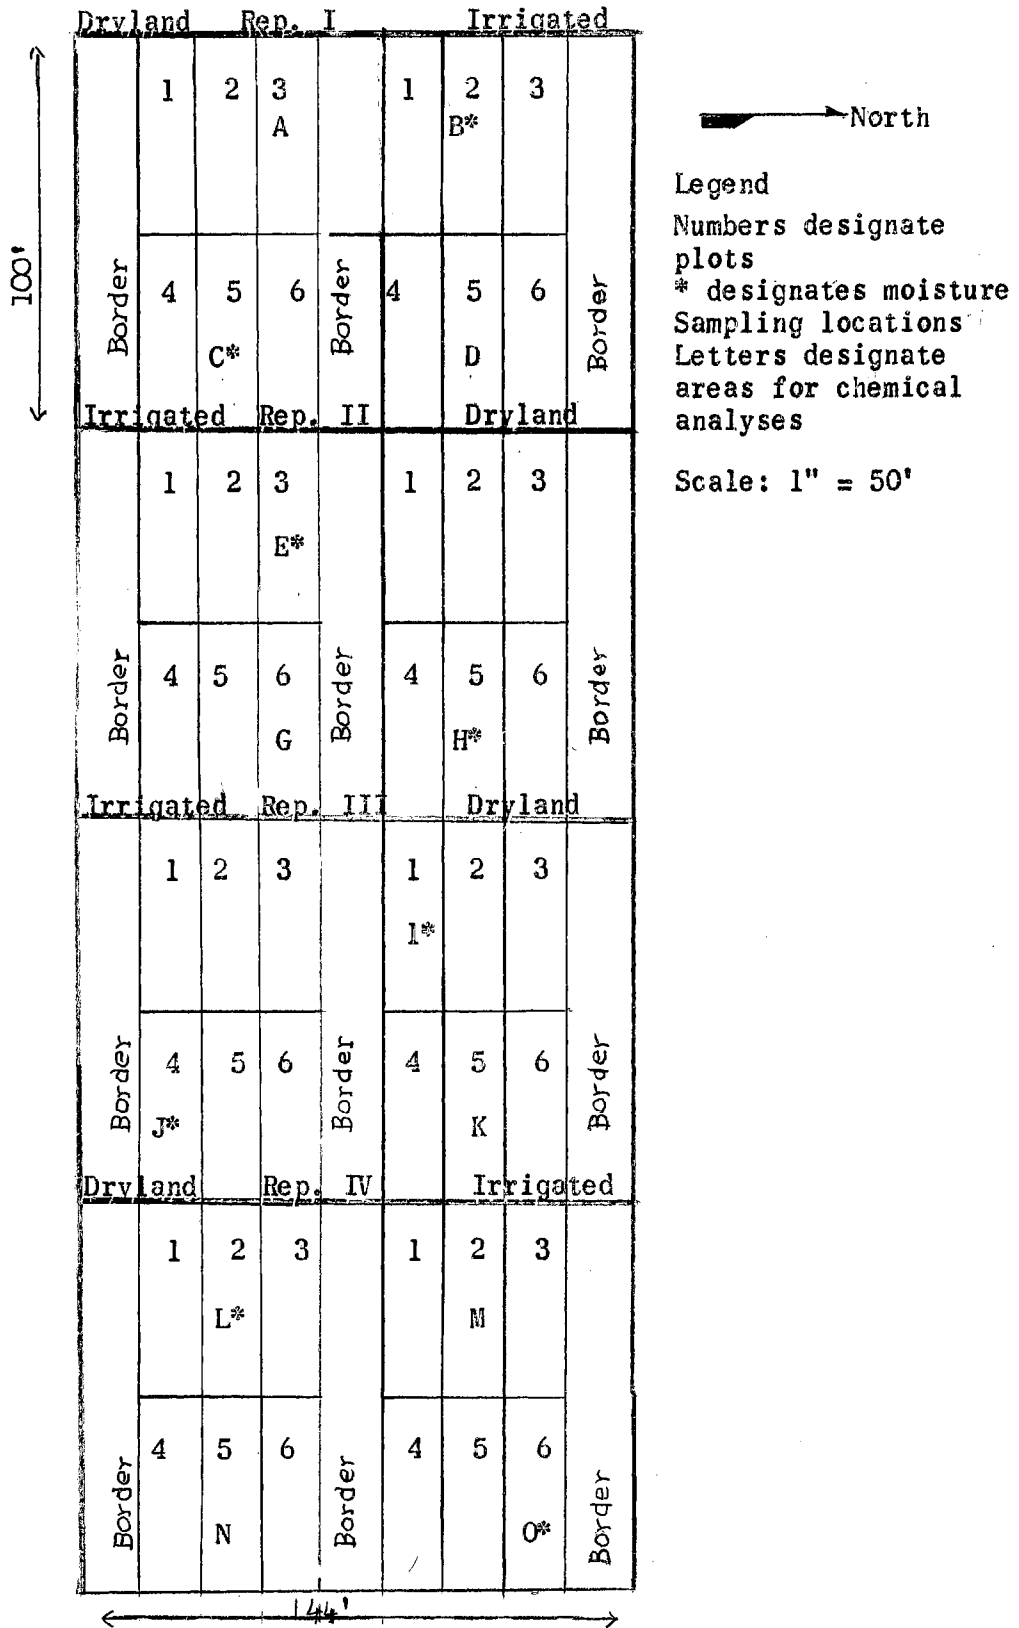 Dryland Rep. I Irrigated
1 2 3 1 2 3
A B*
North
Legend
Numbers designate
plots
* designates moisture
Sampling locations
Letters designate
areas for chemical
analyses
Scale: 1" = 50'
100'
Border 4 5 6 Border 4 5 6 Border
C* D
Irrigated Rep. II Dryland
1 2 3 1 2 3
E*
Border 4 5 6 Border 4 5 6 Border
G H*
Irrigated Rep. III Dryland
1 2 3 1 2 3
I*
Border 4 5 6 Border 4 5 6 Border
J* K
Dryland Rep. IV Irrigated
1 2 3 1 2 3
L* M
4 5 6 4 5 6
Border Border Border
N O*
144'